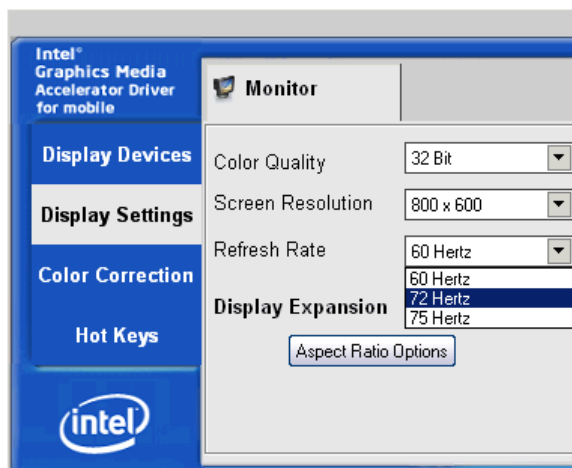 Intel®
Graphics Media
Accelerator Driver
for mobile
Monitor
Display Devices
Display Settings
Color Correction
Hot Keys
intel
Color Quality
32 Bit
Screen Resolution
800 x 600
Refresh Rate
60 Hertz
60 Hertz
72 Hertz
75 Hertz
Display Expansion
Aspect Ratio Options